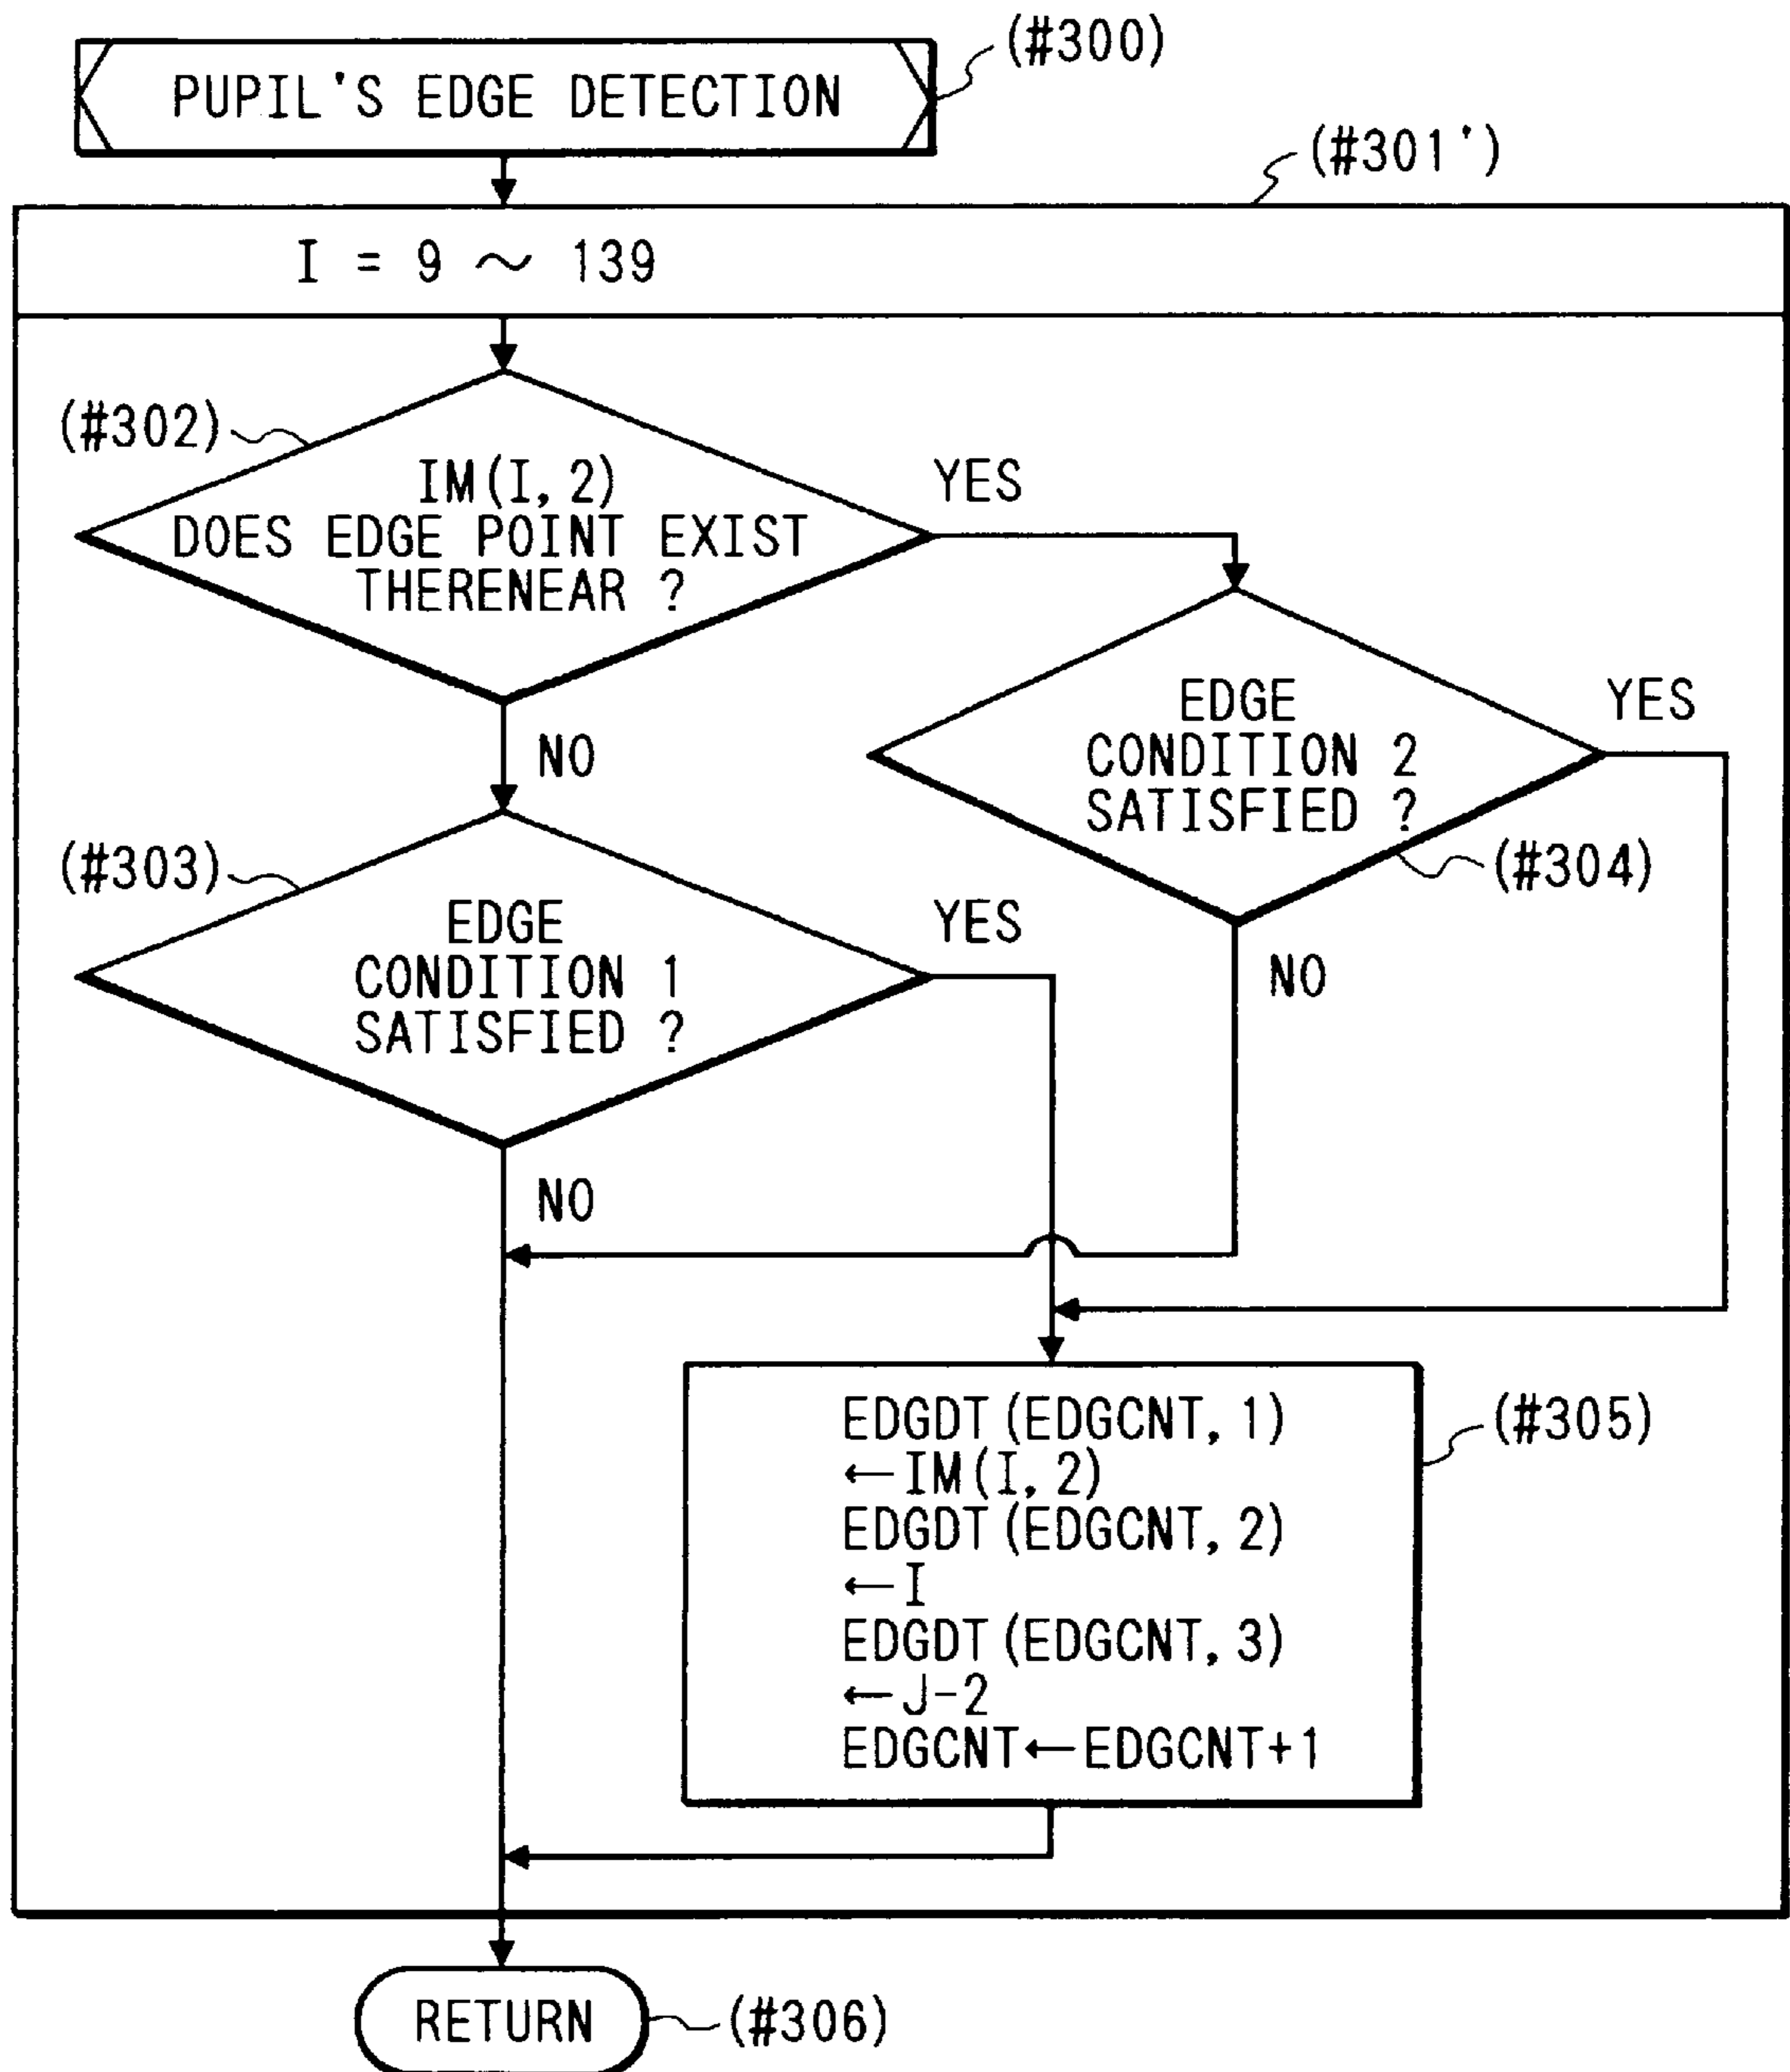 (#300)
PUPIL'S EDGE DETECTION
(#301')
I = 9 ～ 139
(#302)
IM(I, 2)
DOES EDGE POINT EXIST
THERENEAR ?
YES
NO
EDGE
CONDITION 2
SATISFIED ?
YES
(#304)
NO
(#303)
EDGE
CONDITION 1
SATISFIED ?
YES
NO
EDGDT(EDGCNT, 1)
←IM(I, 2)
EDGDT(EDGCNT, 2)
←I
EDGDT(EDGCNT, 3)
←J-2
EDGCNT←EDGCNT+1
(#305)
RETURN
(#306)